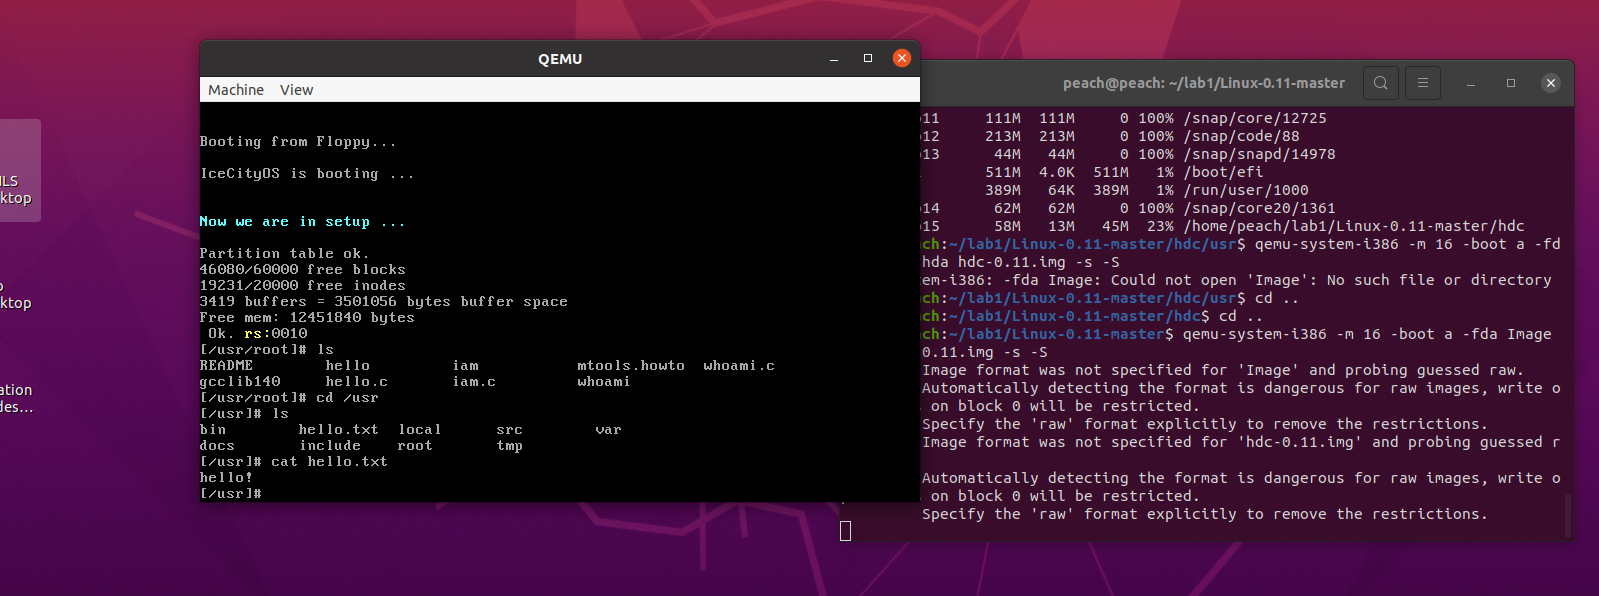 QEMU
Machine View
Booting from Floppy...
IceCityOS is booting ...
Now we are in setup ...
Partition table ok.
46080/60000 free blocks
19231/20000 free inodes
3419 buffers = 3501056 bytes buffer space
Free mem: 12451840 bytes
Ok. rs:0010
[/usr/root]# ls
README hello iam mtools.howto whoami.c
gcclib140 hello.c iam.c whoami
[/usr/root]# cd /usr
[/usr]# ls
bin hello.txt local src var
docs include root tmp
[/usr]# cat hello.txt
hello!
[/usr]#
peach@peach: ~/lab1/Linux-0.11-master
p11 111M 111M 0 100% /snap/core/12725
p12 213M 213M 0 100% /snap/code/88
p13 44M 44M 0 100% /snap/snapd/14978
511M 4.0K 511M 1% /boot/efi
389M 64K 389M 1% /run/user/1000
p14 62M 62M 0 100% /snap/core20/1361
p15 58M 13M 45M 23% /home/peach/lab1/Linux-0.11-master/hdc
ach:~/lab1/Linux-0.11-master/hdc/usr$ qemu-system-i386 -m 16 -boot a -fd
hda hdc-0.11.img -s -S
em-i386: -fda Image: Could not open 'Image': No such file or directory
ach:~/lab1/Linux-0.11-master/hdc/usr$ cd ..
ach:~/lab1/Linux-0.11-master/hdc$ cd ..
ach:~/lab1/Linux-0.11-master$ qemu-system-i386 -m 16 -boot a -fda Image
0.11.img -s -S
Image format was not specified for 'Image' and probing guessed raw.
Automatically detecting the format is dangerous for raw images, write o
on block 0 will be restricted.
Specify the 'raw' format explicitly to remove the restrictions.
Image format was not specified for 'hdc-0.11.img' and probing guessed r
Automatically detecting the format is dangerous for raw images, write o
on block 0 will be restricted.
Specify the 'raw' format explicitly to remove the restrictions.
LS
ktop
ktop
ation
des...